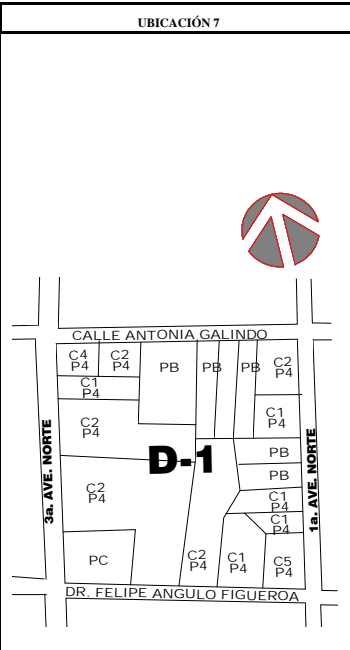 UBICACIÓN 7
CALLE ANTONIA GALINDO
C4
P4
C2
P4
PB
PB
PB
C2
P4
C1
P4
C2
P4
C1
P4
D-1
PB
PB
C2
P4
C1
P4
C1
P4
PC
C2
P4
C1
P4
C5
P4
3a. AVE. NORTE
1a. AVE. NORTE
DR. FELIPE ANGULO FIGUEROA